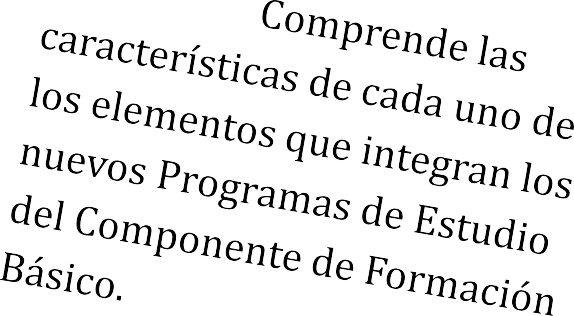 Comprende las
características de cada uno de
los elementos que integran los
nuevos Programas de Estudio
del Componente de Formación
Básico.